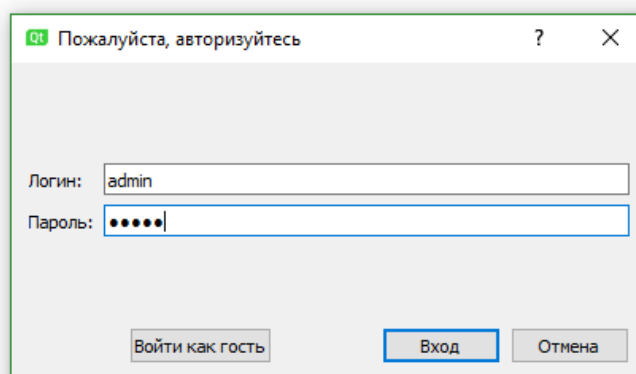 Qt Пожалуйста, авторизуйтесь ?
Логин: admin
Пароль: ●●●●●
Войти как гость Вход Отмена